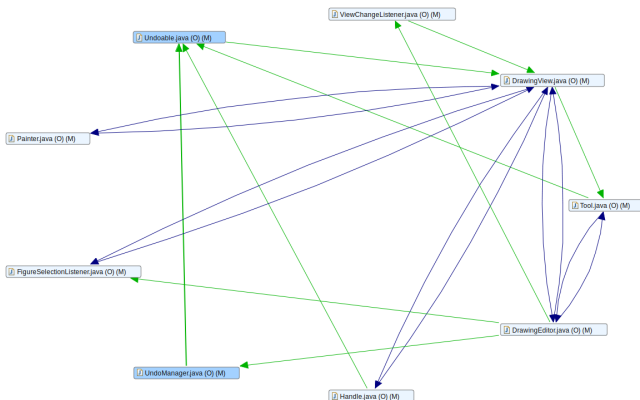 ViewChangeListener.java (O) (M)
Undoable.java (O) (M)
DrawingView.java (O) (M)
Painter.java (O) (M)
Tool.java (O) (M)
FigureSelectionListener.java (O) (M)
DrawingEditor.java (O) (M)
UndoManager.java (O) (M)
Handle.java (O) (M)